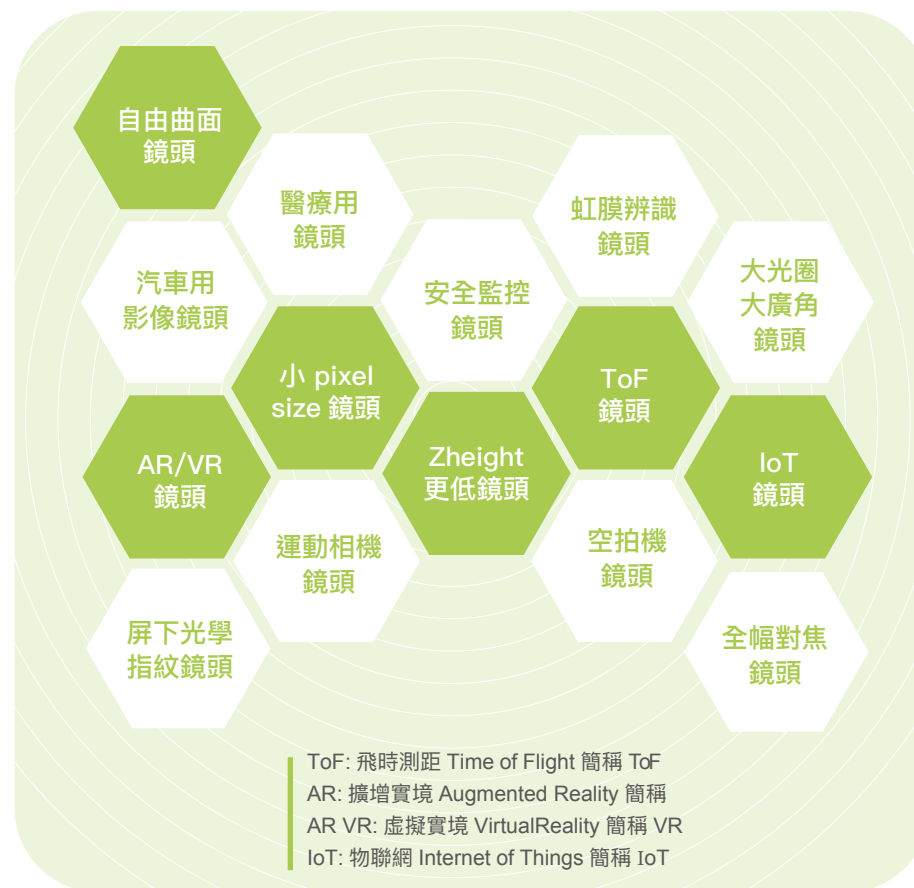 自由曲面
鏡頭
醫療用
鏡頭
虹膜辨識
鏡頭
汽車用
影像鏡頭
安全監控
鏡頭
大光圈
大廣角
鏡頭
小 pixel
size 鏡頭
ToF
鏡頭
AR/VR
鏡頭
Zheight
更低鏡頭
IoT
鏡頭
運動相機
鏡頭
空拍機
鏡頭
屏下光學
指紋鏡頭
全幅對焦
鏡頭
ToF: 飛時測距 Time of Flight 簡稱 ToF
AR: 擴增實境 Augmented Reality 簡稱
AR VR: 虛擬實境 VirtualReality 簡稱 VR
IoT: 物聯網 Internet of Things 簡稱 IoT